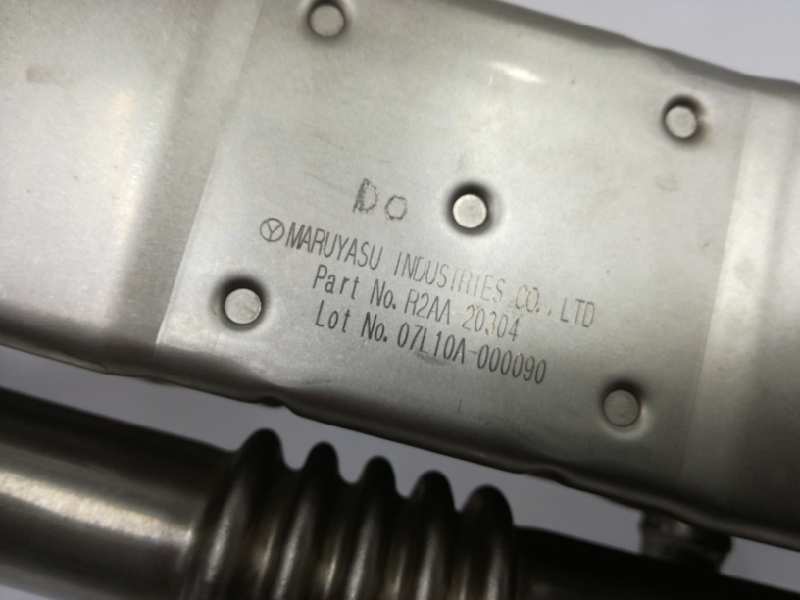 DO
MARUYASU INDUSTRIES CO., LTD
Part No. R2AA 20304
Lot No. 07L10A-000090